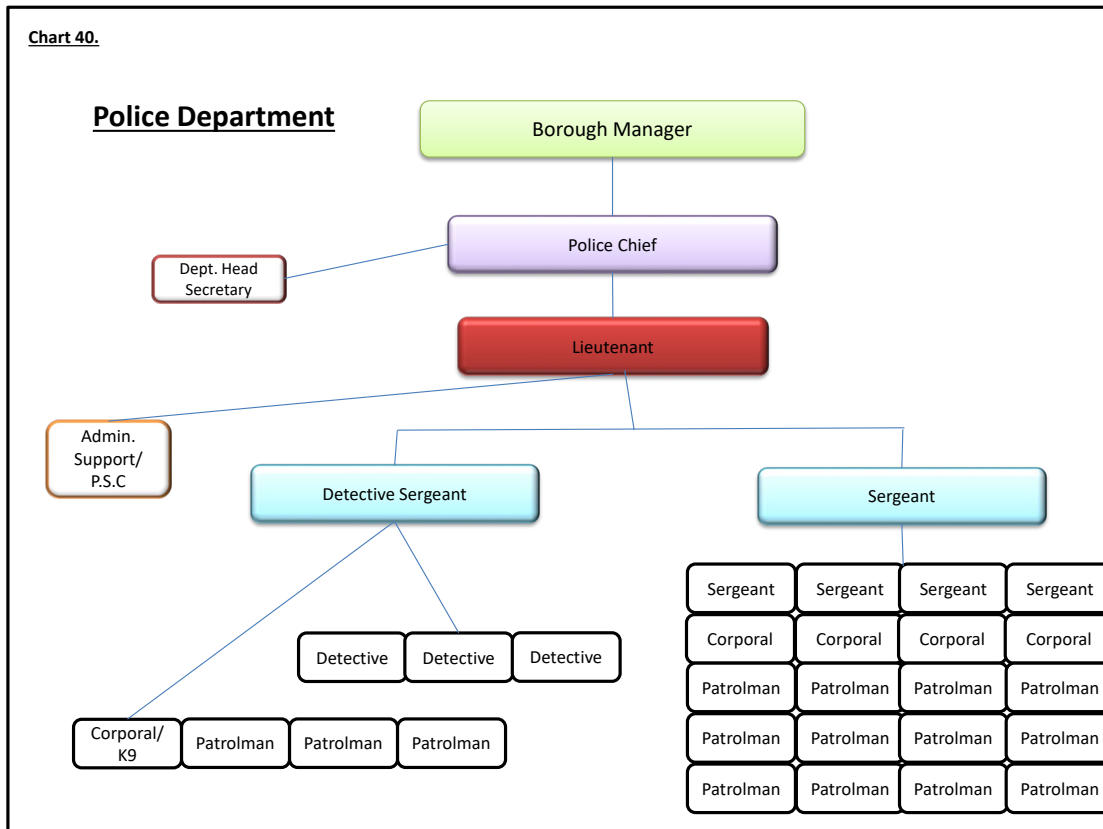 Chart 40.
Police Department
Borough Manager
Police Chief
Dept. Head
Secretary
Lieutenant
Admin.
Support/
P.S.C
Detective Sergeant
Sergeant
Sergeant Sergeant Sergeant Sergeant
Corporal Corporal Corporal Corporal
Detective Detective Detective
Patrolman Patrolman Patrolman Patrolman
Corporal/
K9
Patrolman Patrolman Patrolman
Patrolman Patrolman Patrolman Patrolman
Patrolman Patrolman Patrolman Patrolman